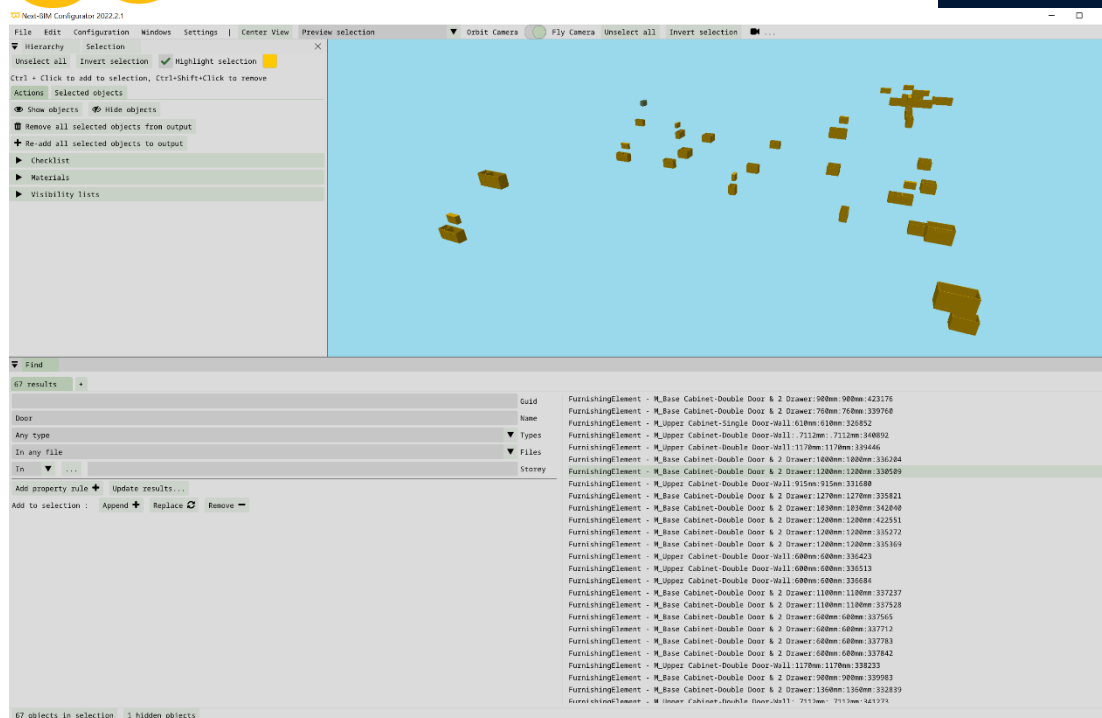 Next-BIM Configurator 2022.2.1
File Edit Configuration Windows Settings | Center View Preview selection Orbit Camera Fly Camera Unselect all Invert selection ...
Hierarchy Selection
Unselect all Invert selection Highlight selection
Ctrl + Click to add to selection, Ctrl+Shift+Click to remove
Actions Selected objects
Show objects Hide objects
Remove all selected objects from output
Re-add all selected objects to output
Checklist
Materials
Visibility lists
Find
67 results +
Guid
Door Name
Any type Types
In any file Files
In ... Storey
Add property rule + Update results...
Add to selection : Append + Replace Remove −
FurnishingElement - M_Base Cabinet-Double Door & 2 Drawer:900mm:900mm:423176
FurnishingElement - M_Base Cabinet-Double Door & 2 Drawer:760mm:760mm:339760
FurnishingElement - M_Upper Cabinet-Single Door-Wall:610mm:610mm:326852
FurnishingElement - M_Upper Cabinet-Double Door-Wall:.7112mm:.7112mm:340892
FurnishingElement - M_Upper Cabinet-Double Door-Wall:1170mm:1170mm:339446
FurnishingElement - M_Base Cabinet-Double Door & 2 Drawer:1000mm:1000mm:336204
FurnishingElement - M_Base Cabinet-Double Door & 2 Drawer:1200mm:1200mm:330509
FurnishingElement - M_Upper Cabinet-Double Door-Wall:915mm:915mm:331680
FurnishingElement - M_Base Cabinet-Double Door & 2 Drawer:1270mm:1270mm:335821
FurnishingElement - M_Base Cabinet-Double Door & 2 Drawer:1030mm:1030mm:342040
FurnishingElement - M_Base Cabinet-Double Door & 2 Drawer:1200mm:1200mm:422551
FurnishingElement - M_Base Cabinet-Double Door & 2 Drawer:1200mm:1200mm:335272
FurnishingElement - M_Base Cabinet-Double Door & 2 Drawer:1200mm:1200mm:335369
FurnishingElement - M_Upper Cabinet-Double Door-Wall:600mm:600mm:336423
FurnishingElement - M_Upper Cabinet-Double Door-Wall:600mm:600mm:336513
FurnishingElement - M_Upper Cabinet-Double Door-Wall:600mm:600mm:336684
FurnishingElement - M_Base Cabinet-Double Door & 2 Drawer:1100mm:1100mm:337237
FurnishingElement - M_Base Cabinet-Double Door & 2 Drawer:1100mm:1100mm:337528
FurnishingElement - M_Base Cabinet-Double Door & 2 Drawer:600mm:600mm:337565
FurnishingElement - M_Base Cabinet-Double Door & 2 Drawer:600mm:600mm:337712
FurnishingElement - M_Base Cabinet-Double Door & 2 Drawer:600mm:600mm:337783
FurnishingElement - M_Base Cabinet-Double Door & 2 Drawer:600mm:600mm:337842
FurnishingElement - M_Upper Cabinet-Double Door-Wall:1170mm:1170mm:338233
FurnishingElement - M_Base Cabinet-Double Door & 2 Drawer:900mm:900mm:339983
FurnishingElement - M_Base Cabinet-Double Door & 2 Drawer:1360mm:1360mm:332839
FurnishingElement - M_Upper Cabinet-Double Door-Wall:.7112mm:.7112mm:341273
67 objects in selection 1 hidden objects